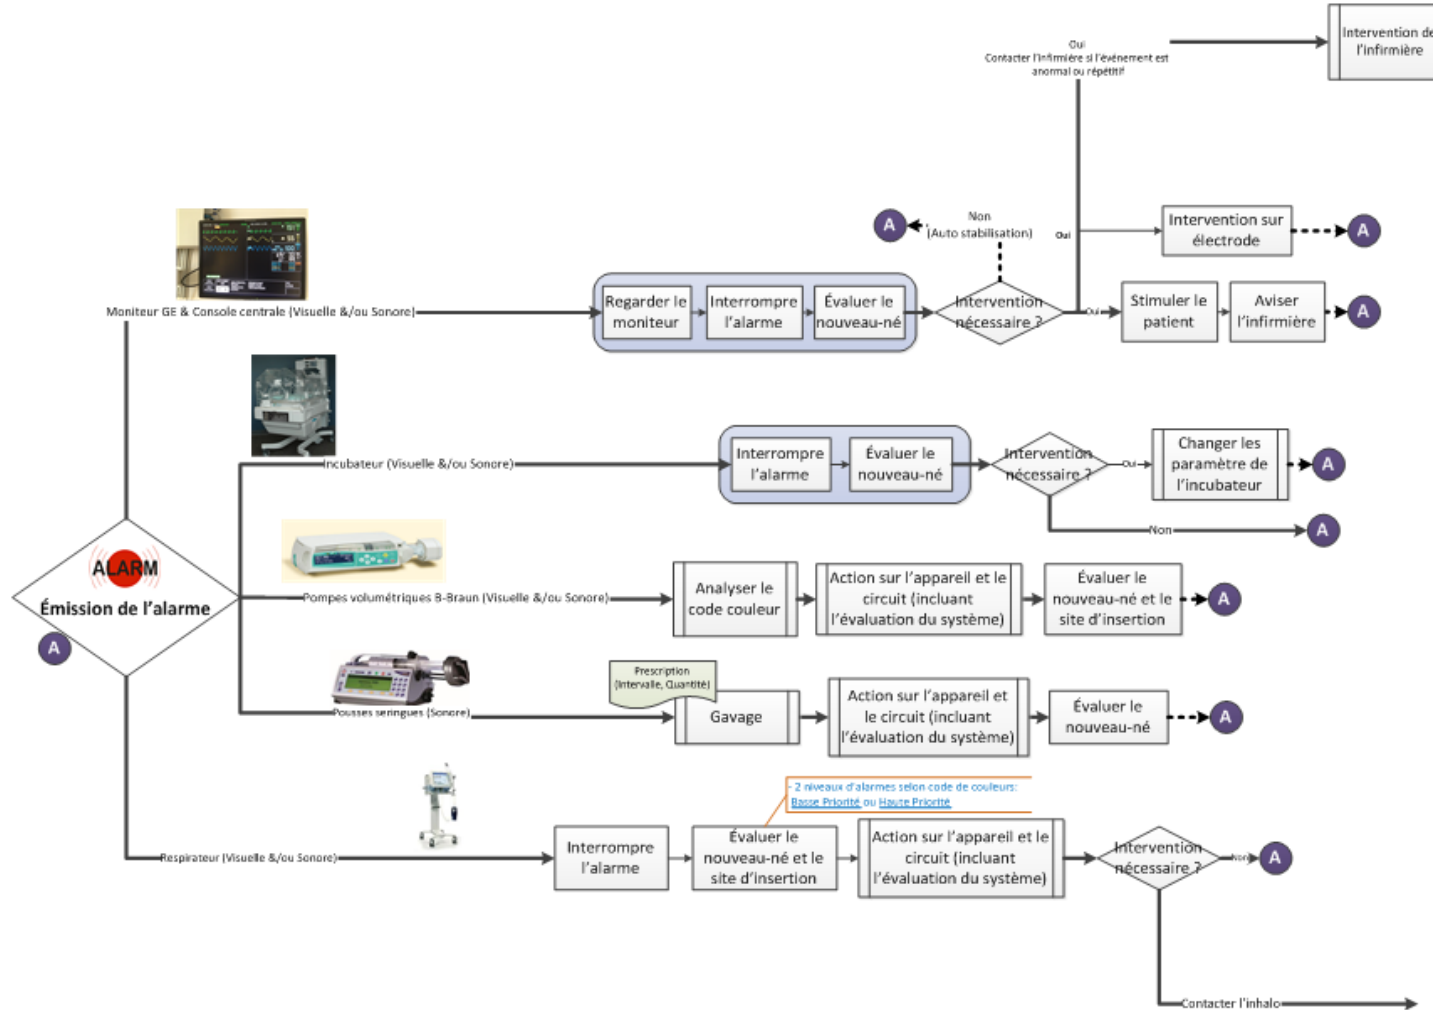 Oui
Contacter l'infirmière si l'événement est
anormal ou répétitif
Intervention de
l'infirmière
A
Non
(Auto stabilisation)
Oui
Intervention sur
électrode
A
Moniteur GE & Console centrale (Visuelle &/ou Sonore)
Regarder le
moniteur
Interrompre
l'alarme
Évaluer le
nouveau-né
Intervention
nécessaire ?
Oui
Stimuler le
patient
Aviser
l'infirmière
A
Incubateur (Visuelle &/ou Sonore)
Interrompre
l'alarme
Évaluer le
nouveau-né
Intervention
nécessaire ?
Oui
Changer les
paramètre de
l'incubateur
A
Non
A
ALARM
Émission de l'alarme
A
Pompes volumétriques B-Braun (Visuelle &/ou Sonore)
Analyser le
code couleur
Action sur l'appareil et le
circuit (incluant
l'évaluation du système)
Évaluer le
nouveau-né et le
site d'insertion
A
Pousses seringues (Sonore)
Prescription
(Intervalle, Quantité)
Gavage
Action sur l'appareil et
le circuit (incluant
l'évaluation du système)
Évaluer le
nouveau-né
A
- 2 niveaux d'alarmes selon code de couleurs:
Basse Priorité ou Haute Priorité
Respirateur (Visuelle &/ou Sonore)
Interrompre
l'alarme
Évaluer le
nouveau-né et le
site d'insertion
Action sur l'appareil et le
circuit (incluant
l'évaluation du système)
Intervention
nécessaire ?
Non
A
Contacter l'inhalo